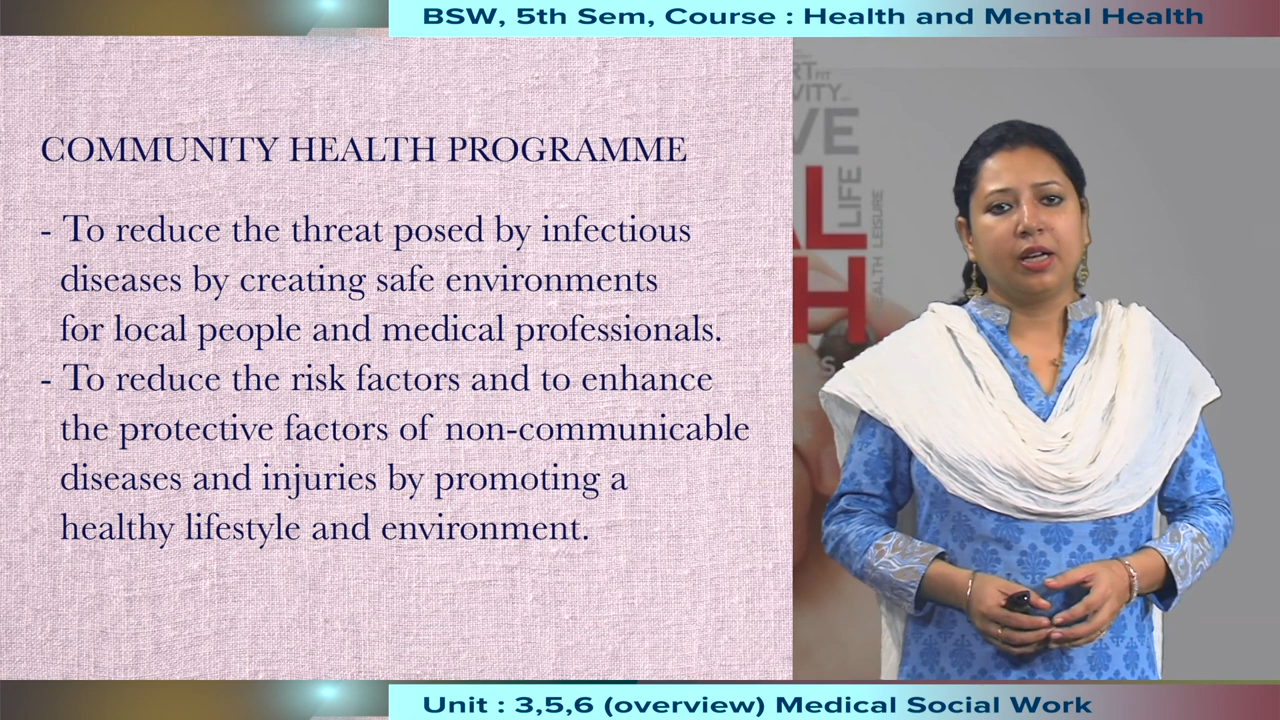 BSW, 5th Sem, Course : Health and Mental Health
COMMUNITY HEALTH PROGRAMME
- To reduce the threat posed by infectious
diseases by creating safe environments
for local people and medical professionals.
- To reduce the risk factors and to enhance
the protective factors of non-communicable
diseases and injuries by promoting a
healthy lifestyle and environment.
LIFE
LEISURE
Unit : 3,5,6 (overview) Medical Social Work